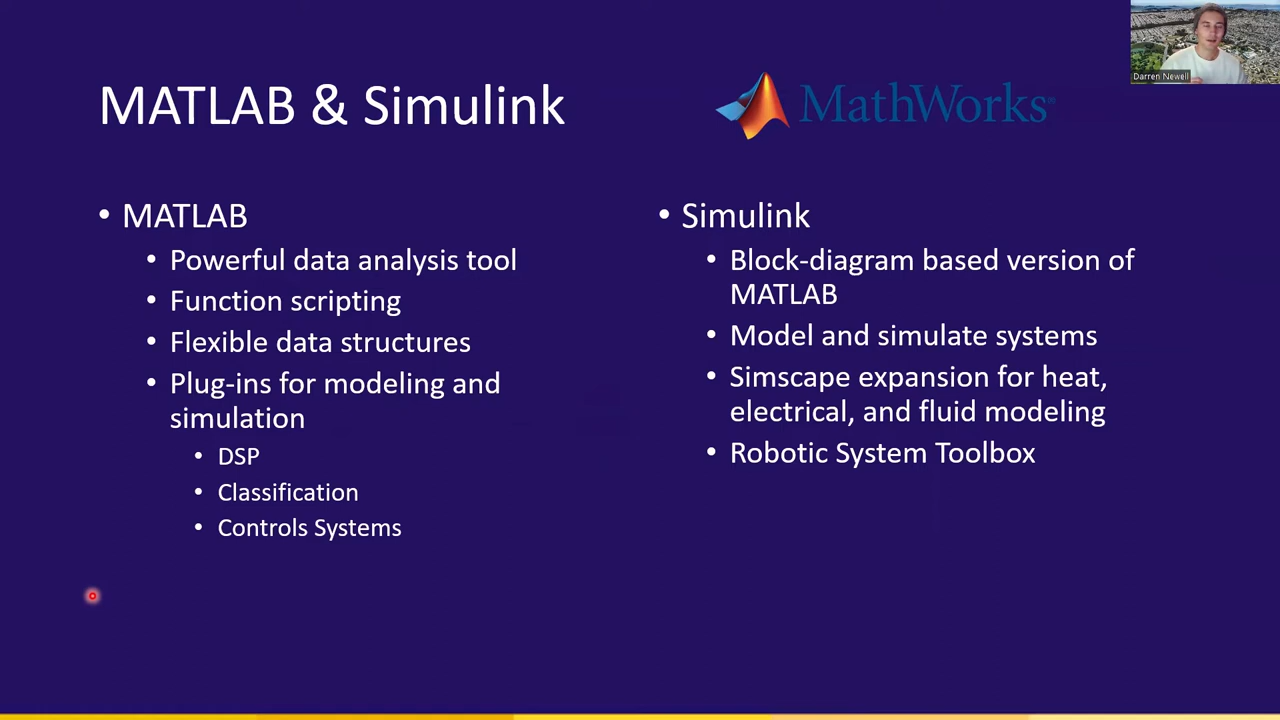 MATLAB & Simulink
MathWorks®
Darren Newell
• MATLAB
• Powerful data analysis tool
• Function scripting
• Flexible data structures
• Plug-ins for modeling and
simulation
• DSP
• Classification
• Controls Systems
• Simulink
• Block-diagram based version of
MATLAB
• Model and simulate systems
• Simscape expansion for heat,
electrical, and fluid modeling
• Robotic System Toolbox